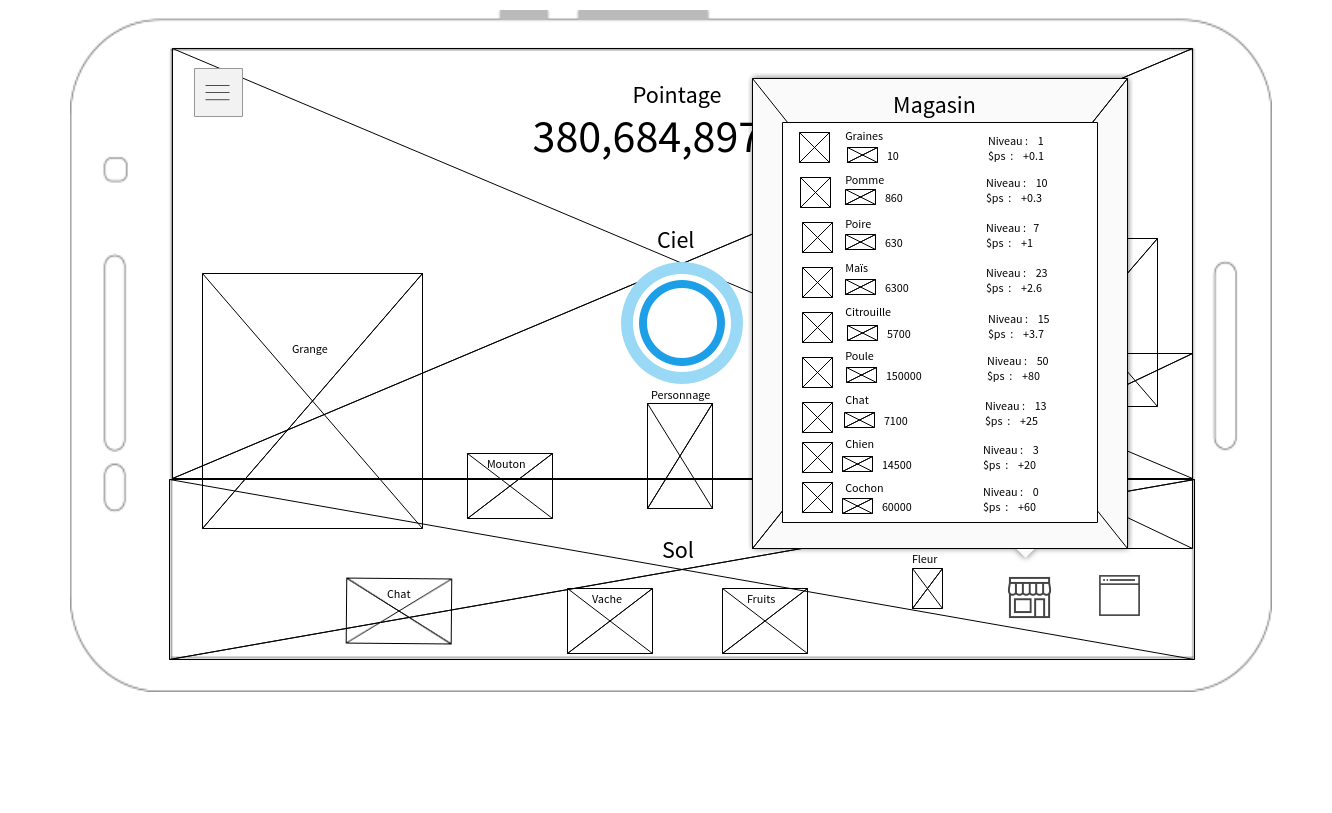 Pointage
380,684,897
Ciel
Grange
Personnage
Mouton
Sol
Chat
Vache
Fruits
Fleur
Magasin
Graines
10
Niveau : 1
$ps : +0.1
Pomme
860
Niveau : 10
$ps : +0.3
Poire
630
Niveau : 7
$ps : +1
Maïs
6300
Niveau : 23
$ps : +2.6
Citrouille
5700
Niveau : 15
$ps : +3.7
Poule
150000
Niveau : 50
$ps : +80
Chat
7100
Niveau : 13
$ps : +25
Chien
14500
Niveau : 3
$ps : +20
Cochon
60000
Niveau : 0
$ps : +60